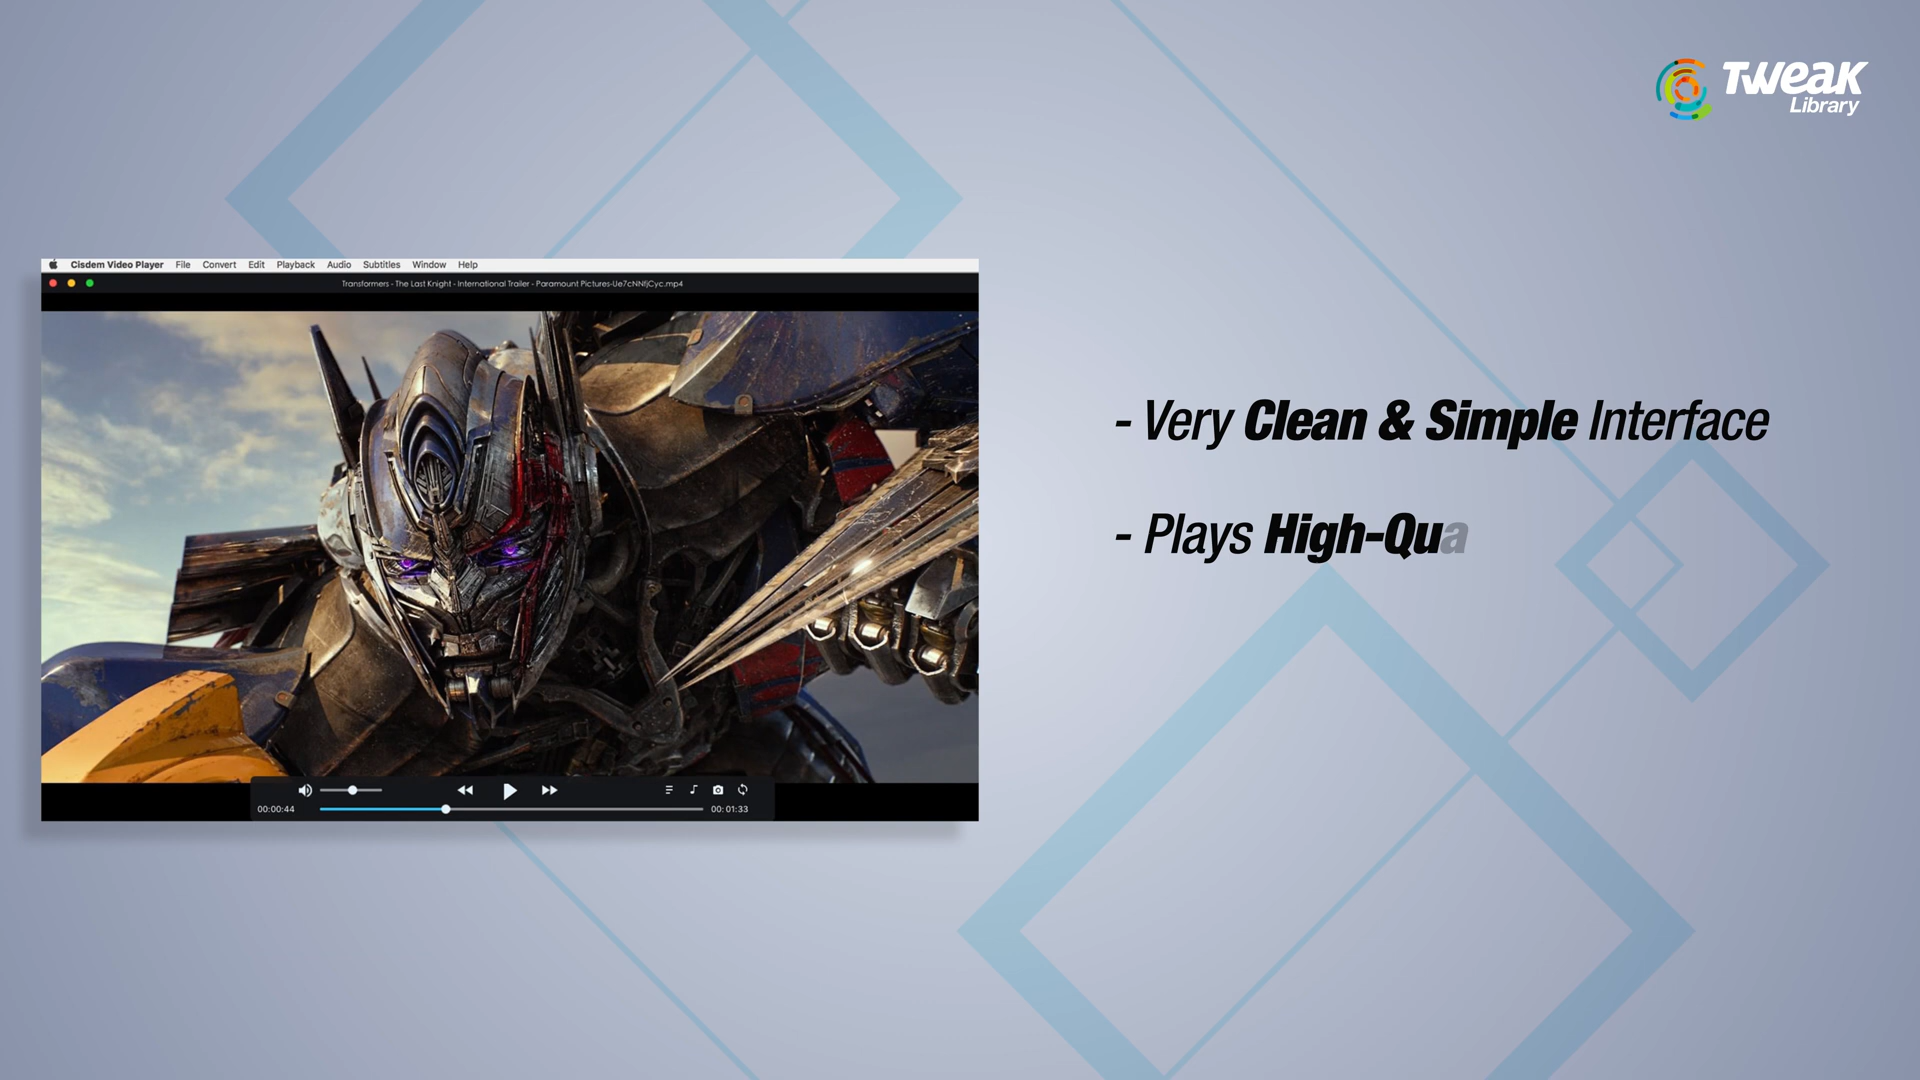 Tweak
Library
Cisdem Video Player File Convert Edit Playback Audio Subtitles Window Help
Transformers - The Last Knight - International Trailer - Paramount Pictures-Ue7cNNfjCyc.mp4
- Very Clean & Simple Interface
- Plays High-Qua
00:00:44
00:01:33